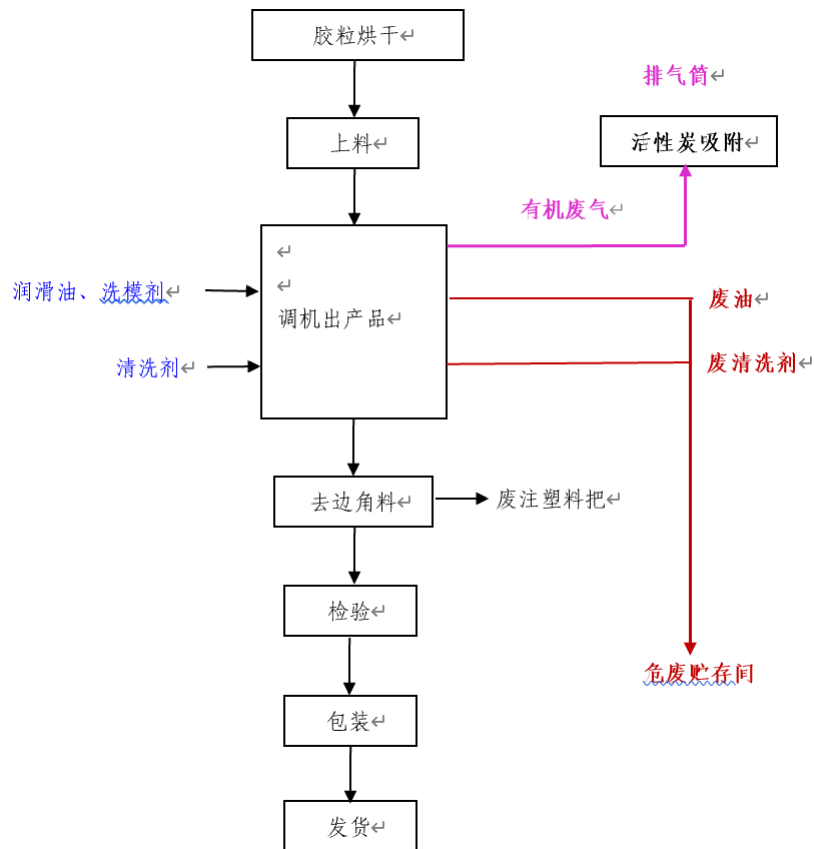 胶粒烘干
排气筒
上料
活性炭吸附
有机废气
润滑油、洗模剂
调机出产品
废油
清洗剂
废清洗剂
去边角料
废注塑料把
检验
危废贮存间
包装
发货